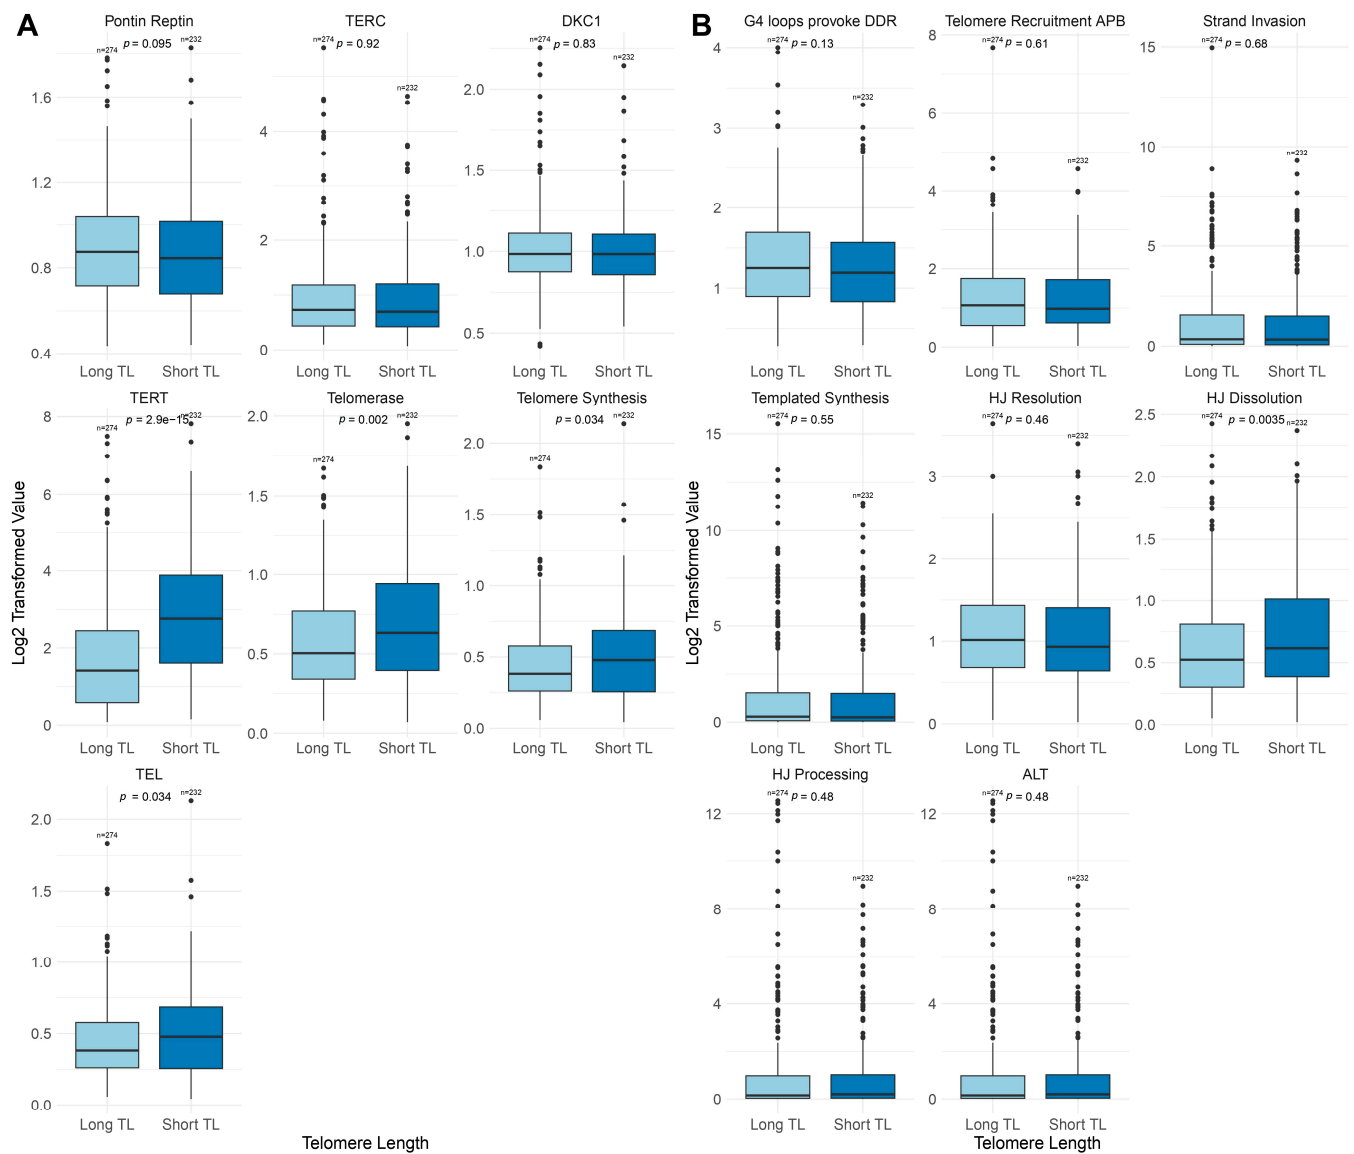 A
Pontin Reptin
n=274
p = 0.095
n=232
1.6
1.2
0.8
0.4
Long TL
Short TL
TERC
n=274
p = 0.92
n=232
4
2
0
Long TL
Short TL
DKC1
n=274
p = 0.83
n=232
2.0
1.5
1.0
0.5
Long TL
Short TL
TERT
n=274
p = 2.9e−15
n=232
8
6
4
2
0
Long TL
Short TL
Telomerase
n=274
p = 0.002
n=232
2.0
1.5
1.0
0.5
0.0
Long TL
Short TL
Telomere Synthesis
n=274
p = 0.034
n=232
2.0
1.5
1.0
0.5
0.0
Long TL
Short TL
TEL
n=274
p = 0.034
n=232
2.0
1.5
1.0
0.5
0.0
Long TL
Short TL
Log2 Transformed Value
Telomere Length
B
G4 loops provoke DDR
n=274
p = 0.13
n=232
4
3
2
1
Long TL
Short TL
Telomere Recruitment APB
n=274
p = 0.61
n=232
8
6
4
2
0
Long TL
Short TL
Strand Invasion
n=274
p = 0.68
n=232
15
10
5
0
Long TL
Short TL
Templated Synthesis
n=274
p = 0.55
n=232
15
10
5
0
Long TL
Short TL
HJ Resolution
n=274
p = 0.46
n=232
3
2
1
0
Long TL
Short TL
HJ Dissolution
n=274
p = 0.0035
n=232
2.5
2.0
1.5
1.0
0.5
0.0
Long TL
Short TL
HJ Processing
n=274
p = 0.48
n=232
12
8
4
0
Long TL
Short TL
ALT
n=274
p = 0.48
n=232
12
8
4
0
Long TL
Short TL
Log2 Transformed Value
Telomere Length